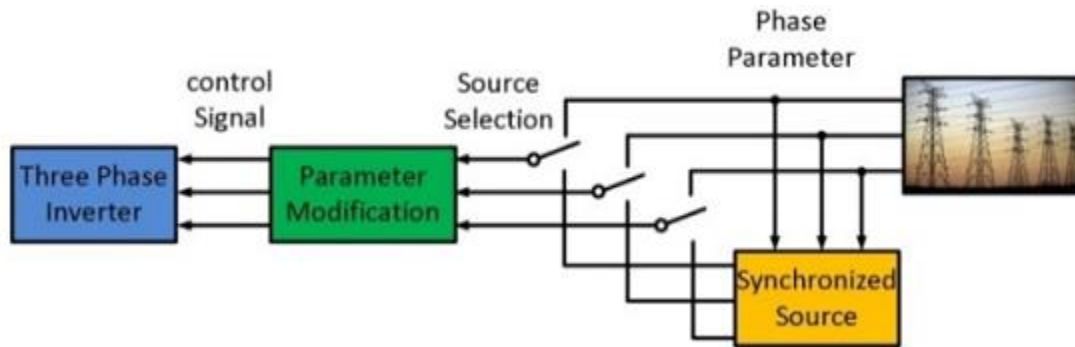 Phase
Parameter
control
Signal
Source
Selection
Three Phase
Inverter
Parameter
Modification
Synchronized
Source